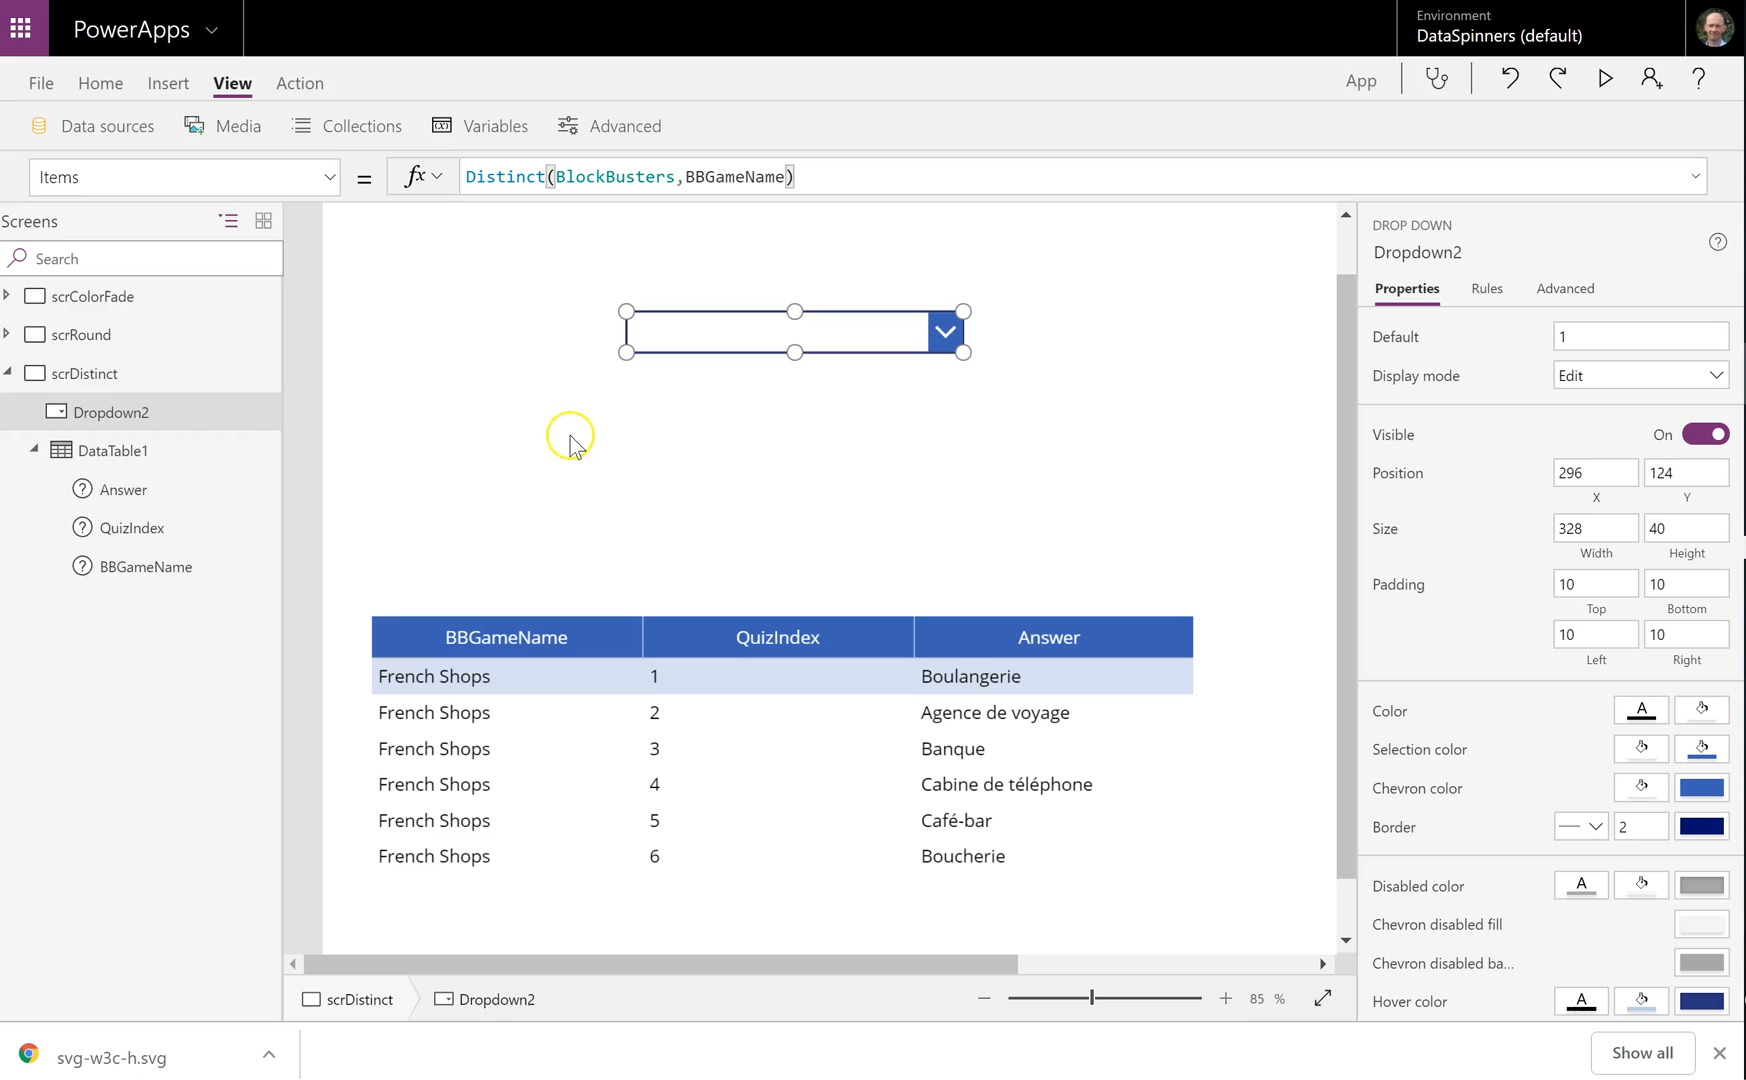 PowerApps
Environment
DataSpinners (default)
File Home Insert View Action
App
?
Data sources Media Collections Variables Advanced
Items = fx Distinct(BlockBusters,BBGameName)
Screens
Search
scrColorFade
scrRound
scrDistinct
Dropdown2
DataTable1
Answer
QuizIndex
BBGameName
BBGameName QuizIndex Answer
French Shops 1 Boulangerie
French Shops 2 Agence de voyage
French Shops 3 Banque
French Shops 4 Cabine de téléphone
French Shops 5 Café-bar
French Shops 6 Boucherie
scrDistinct Dropdown2
85 %
DROP DOWN
Dropdown2
Properties Rules Advanced
Default 1
Display mode Edit
Visible On
Position 296 124
X Y
Size 328 40
Width Height
Padding 10 10
Top Bottom
10 10
Left Right
Color A
Selection color
Chevron color
Border 2
Disabled color A
Chevron disabled fill
Chevron disabled ba...
Hover color A
svg-w3c-h.svg
Show all